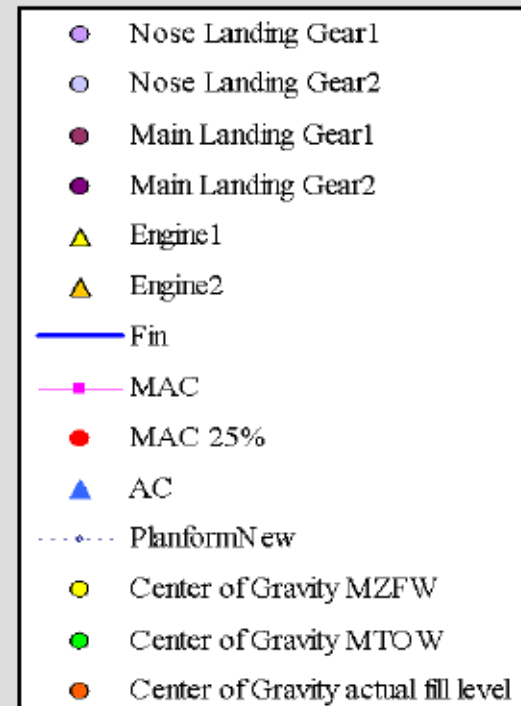 Nose Landing Gear1
Nose Landing Gear2
Main Landing Gear1
Main Landing Gear2
Engine1
Engine2
Fin
MAC
MAC 25%
AC
PlanformNew
Center of Gravity MZFW
Center of Gravity MTOW
Center of Gravity actual fill level